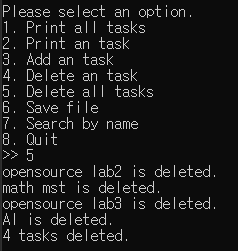 Please select an option.
1. Print all tasks
2. Print an task
3. Add an task
4. Delete an task
5. Delete all tasks
6. Save file
7. Search by name
8. Quit
>> 5
opensource lab2 is deleted.
math mst is deleted.
opensource lab3 is deleted.
AI is deleted.
4 tasks deleted.